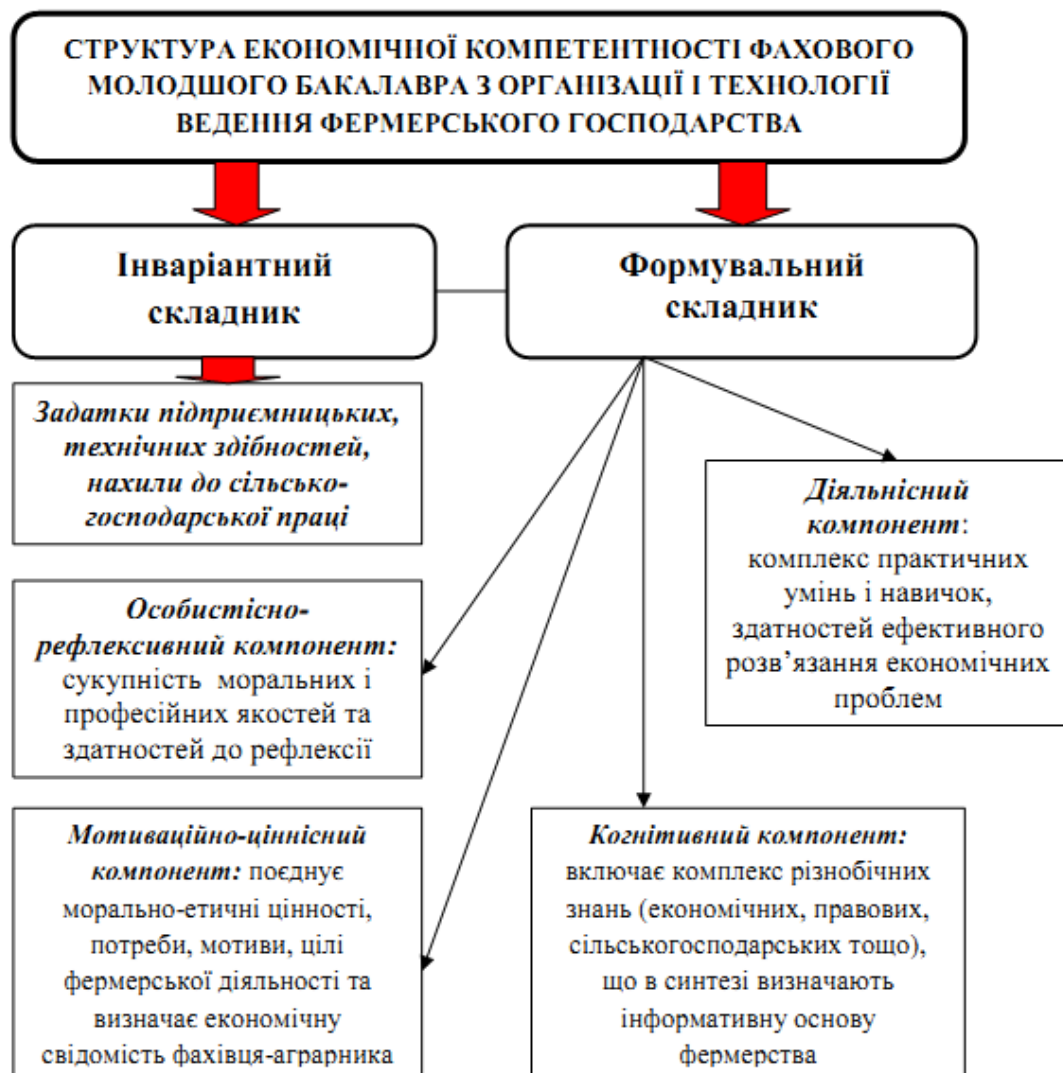 СТРУКТУРА ЕКОНОМІЧНОЇ КОМПЕТЕНТНОСТІ ФАХОВОГО
МОЛОДШОГО БАКАЛАВРА З ОРГАНІЗАЦІЇ І ТЕХНОЛОГІЇ
ВЕДЕННЯ ФЕРМЕРСЬКОГО ГОСПОДАРСТВА
Інваріантний
складник
Формувальний
складник
Задатки підприємницьких,
технічних здібностей,
нахили до сільсько-
господарської праці
Діяльнісний
компонент:
комплекс практичних
умінь і навичок,
здатностей ефективного
розв’язання економічних
проблем
Особистісно-
рефлексивний компонент:
сукупність моральних і
професійних якостей та
здатностей до рефлексії
Мотиваційно-ціннісний
компонент: поєднує
морально-етичні цінності,
потреби, мотиви, цілі
фермерської діяльності та
визначає економічну
свідомість фахівця-аграрника
Когнітивний компонент:
включає комплекс різнобічних
знань (економічних, правових,
сільськогосподарських тощо),
що в синтезі визначають
інформативну основу
фермерства